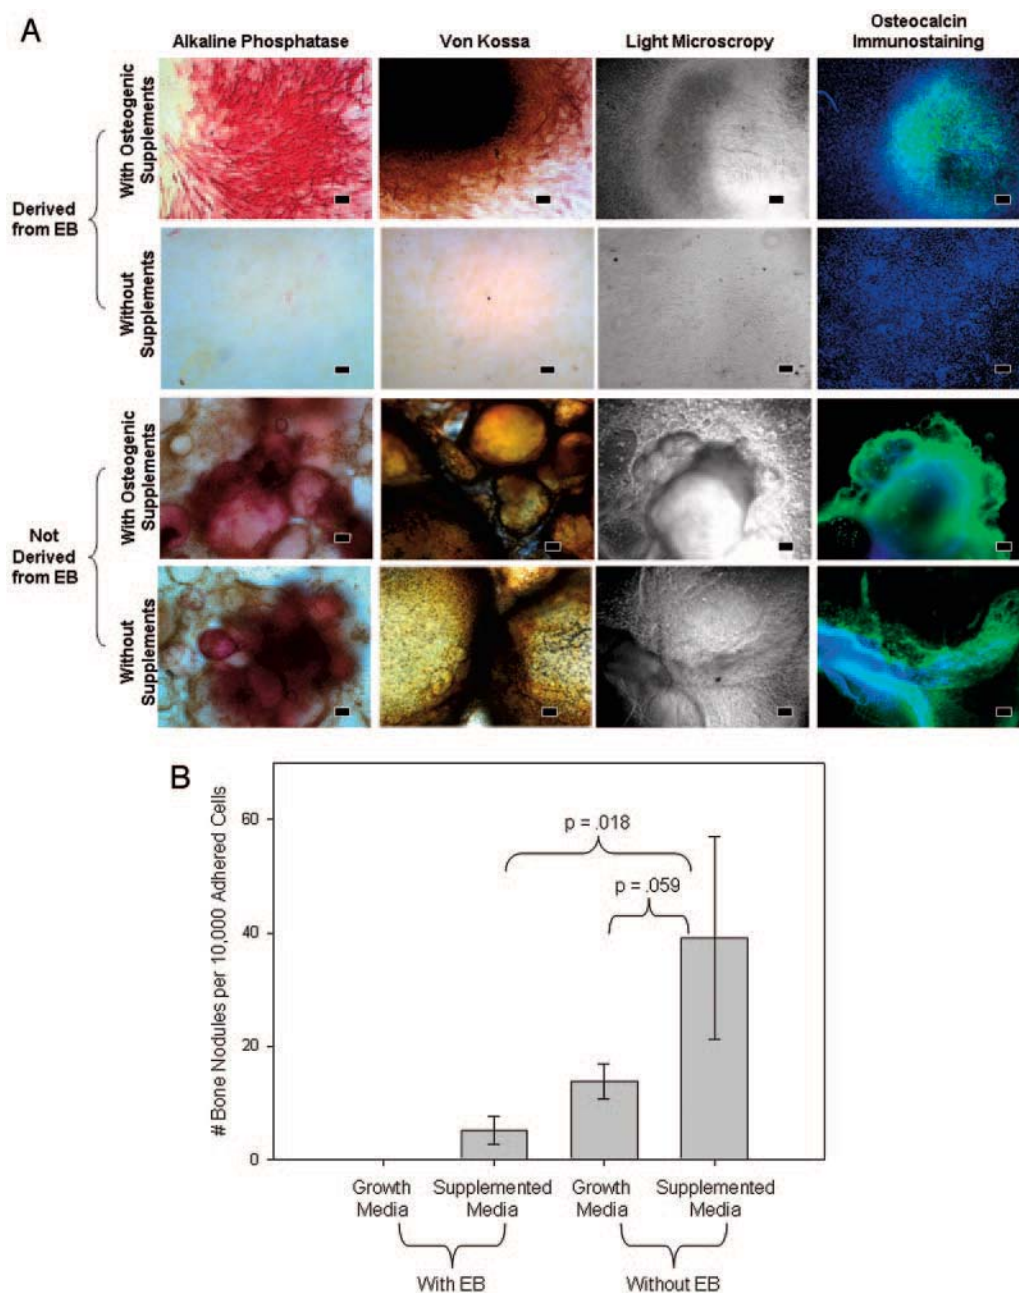 A
Alkaline Phosphatase
Von Kossa
Light Microscropy
Osteocalcin
Immunostaining
Derived
from EB
With Osteogenic
Supplements
Without
Supplements
Not
Derived
from EB
With Osteogenic
Supplements
Without
Supplements
B
# Bone Nodules per 10,000 Adhered Cells
60
40
20
0
p = .018
p = .059
Growth
Media
Supplemented
Media
Growth
Media
Supplemented
Media
With EB
Without EB